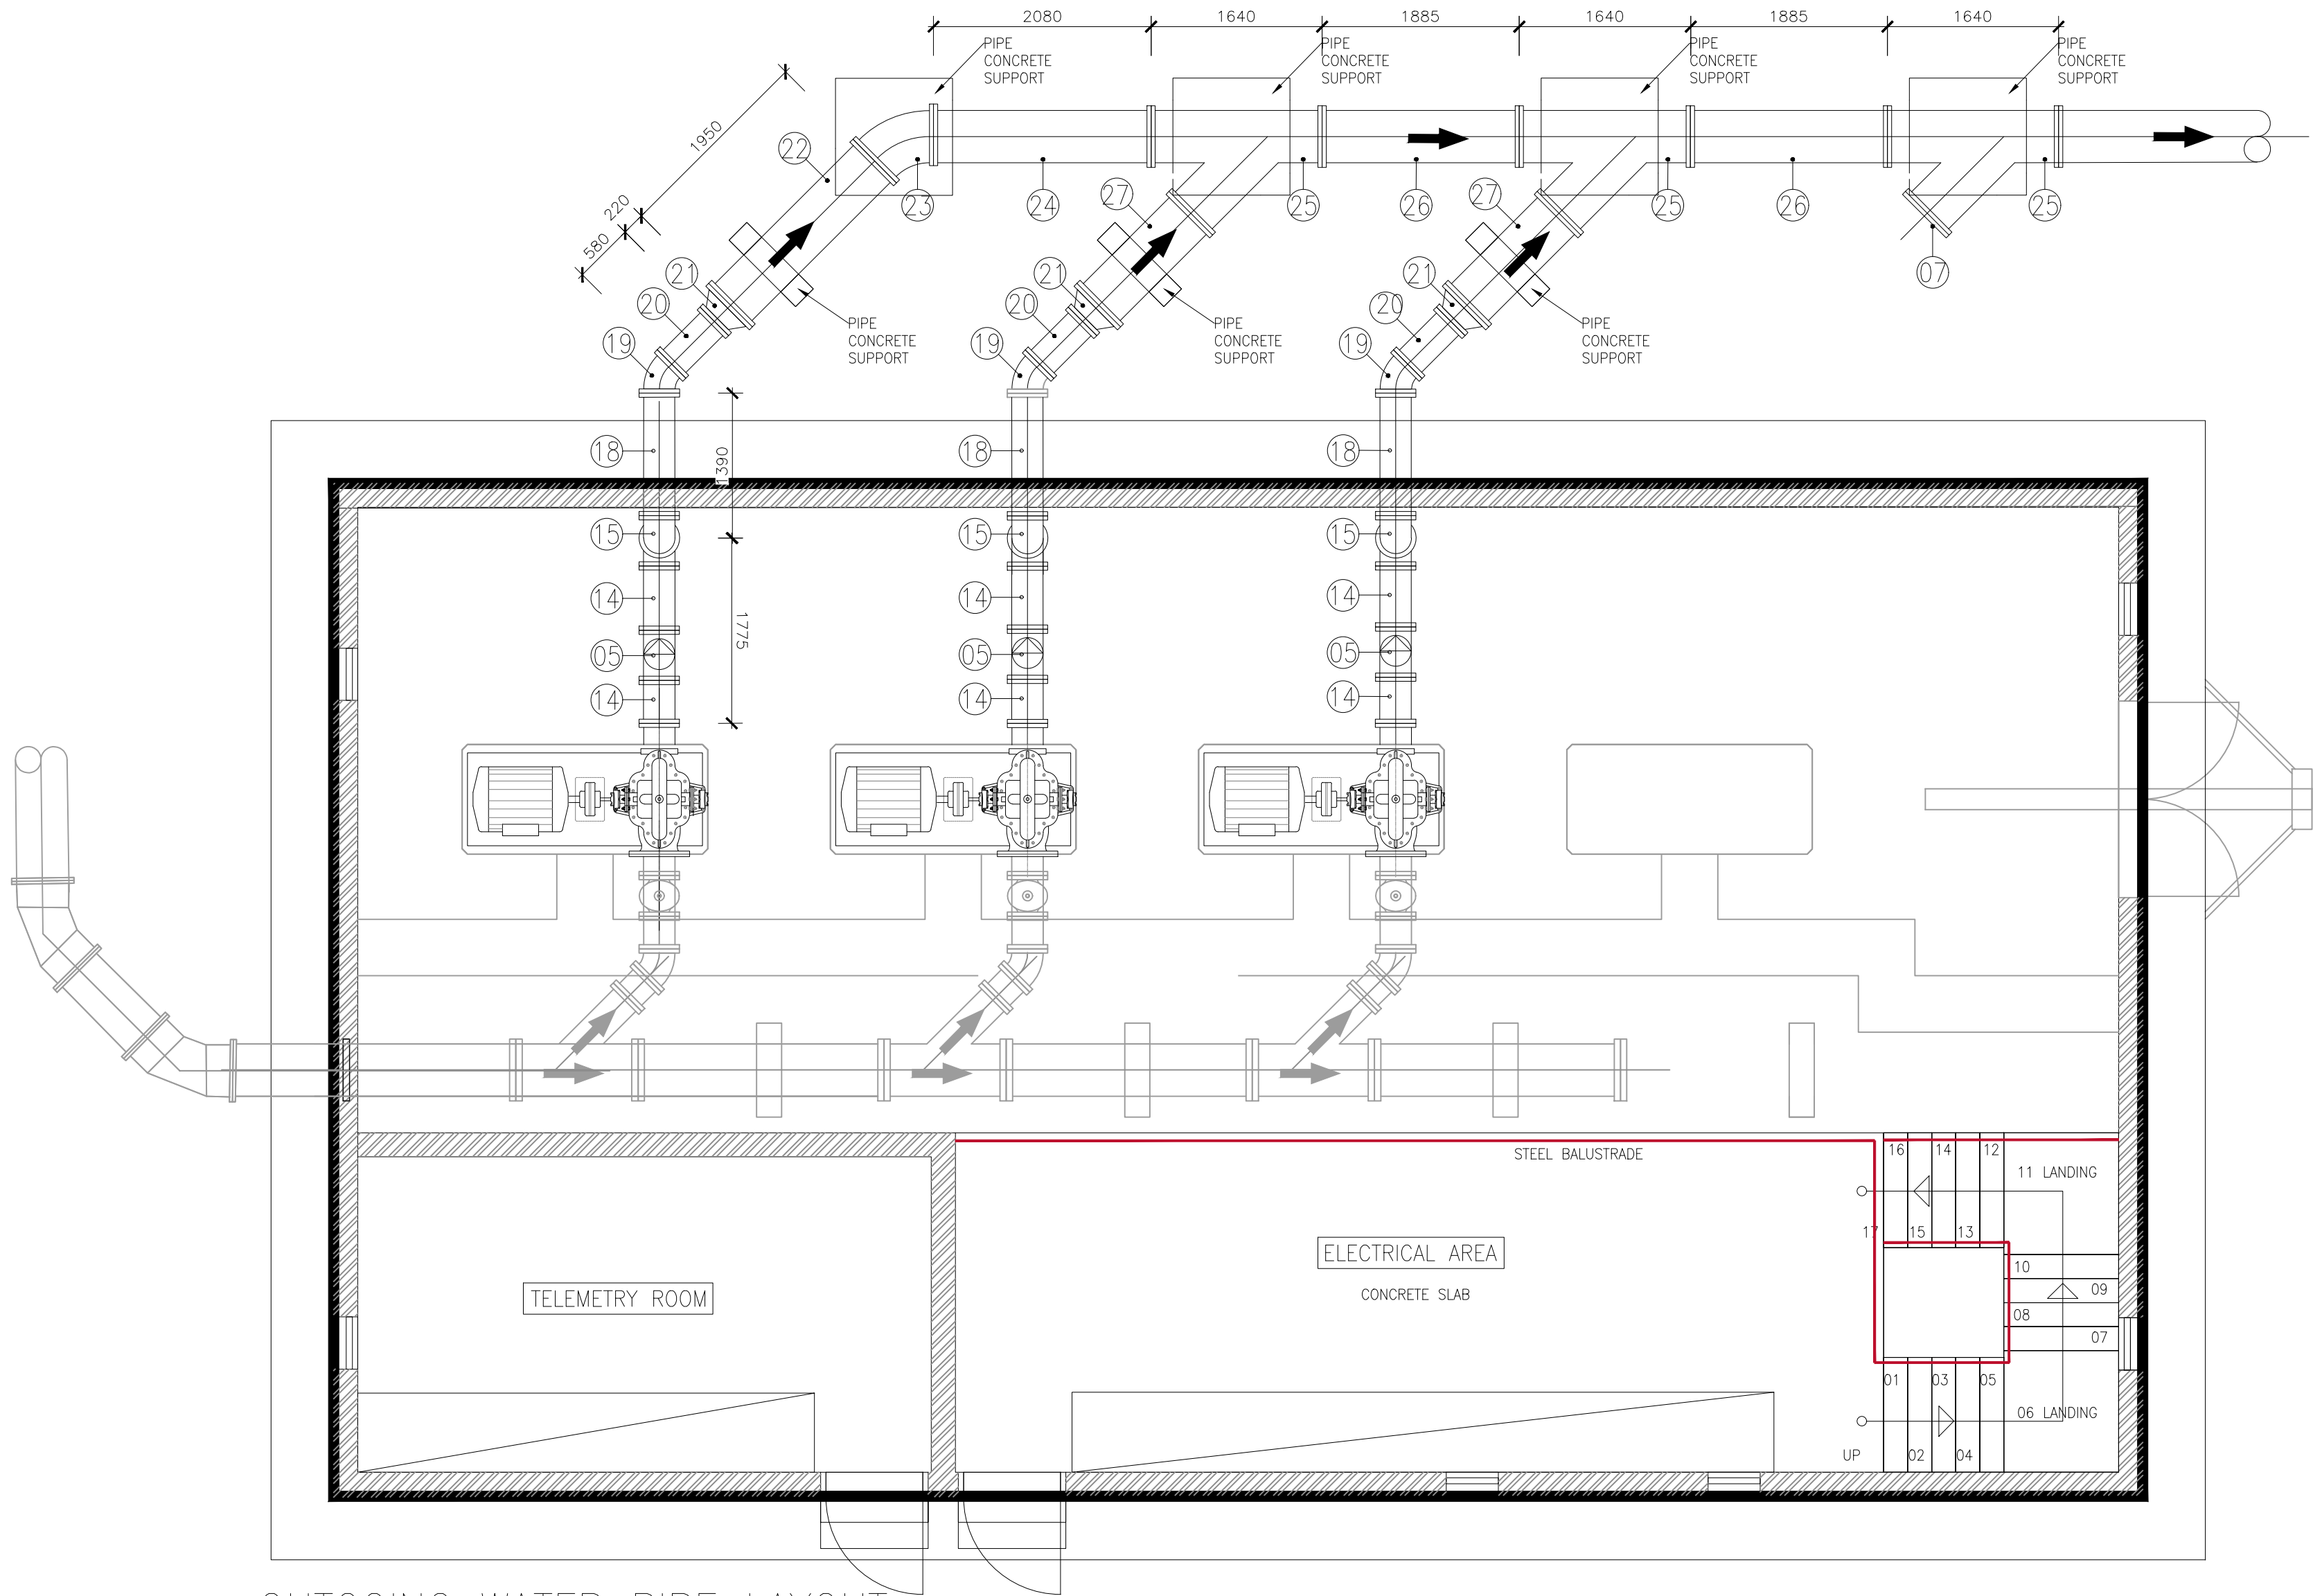 2080 1640 1885 1640 1885 1640
PIPE
CONCRETE
SUPPORT
PIPE
CONCRETE
SUPPORT
PIPE
CONCRETE
SUPPORT
PIPE
CONCRETE
SUPPORT
1950
220
580
22
23 24 25 26 25 26 25
27 27
07
21 21 21
20 20 20
19 19 19
PIPE
CONCRETE
SUPPORT
PIPE
CONCRETE
SUPPORT
PIPE
CONCRETE
SUPPORT
18 18 18
1390
15 15 15
14 14 14
1775
05 05 05
14 14 14
STEEL BALUSTRADE
16 14 12
11 LANDING
17 15 13
ELECTRICAL AREA
CONCRETE SLAB
TELEMETRY ROOM
10
09
08
07
01 03 05
06 LANDING
UP 02 04
OUTGOING WATER PIPE LAYOUT